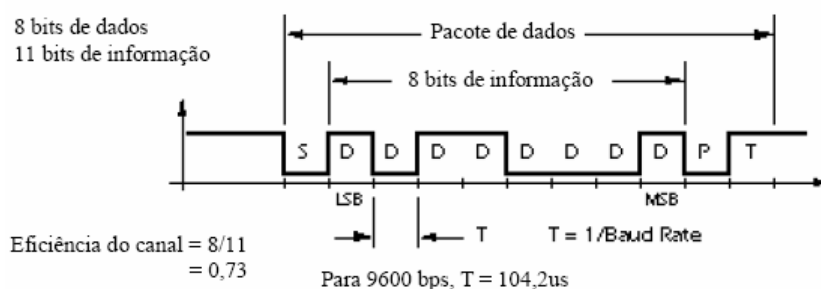 8 bits de dados
11 bits de informação
Pacote de dados
8 bits de informação
S D D D D D D D D P T
LSB MSB
T T = 1/Baud Rate
Eficiência do canal = 8/11
= 0,73
Para 9600 bps, T = 104,2us